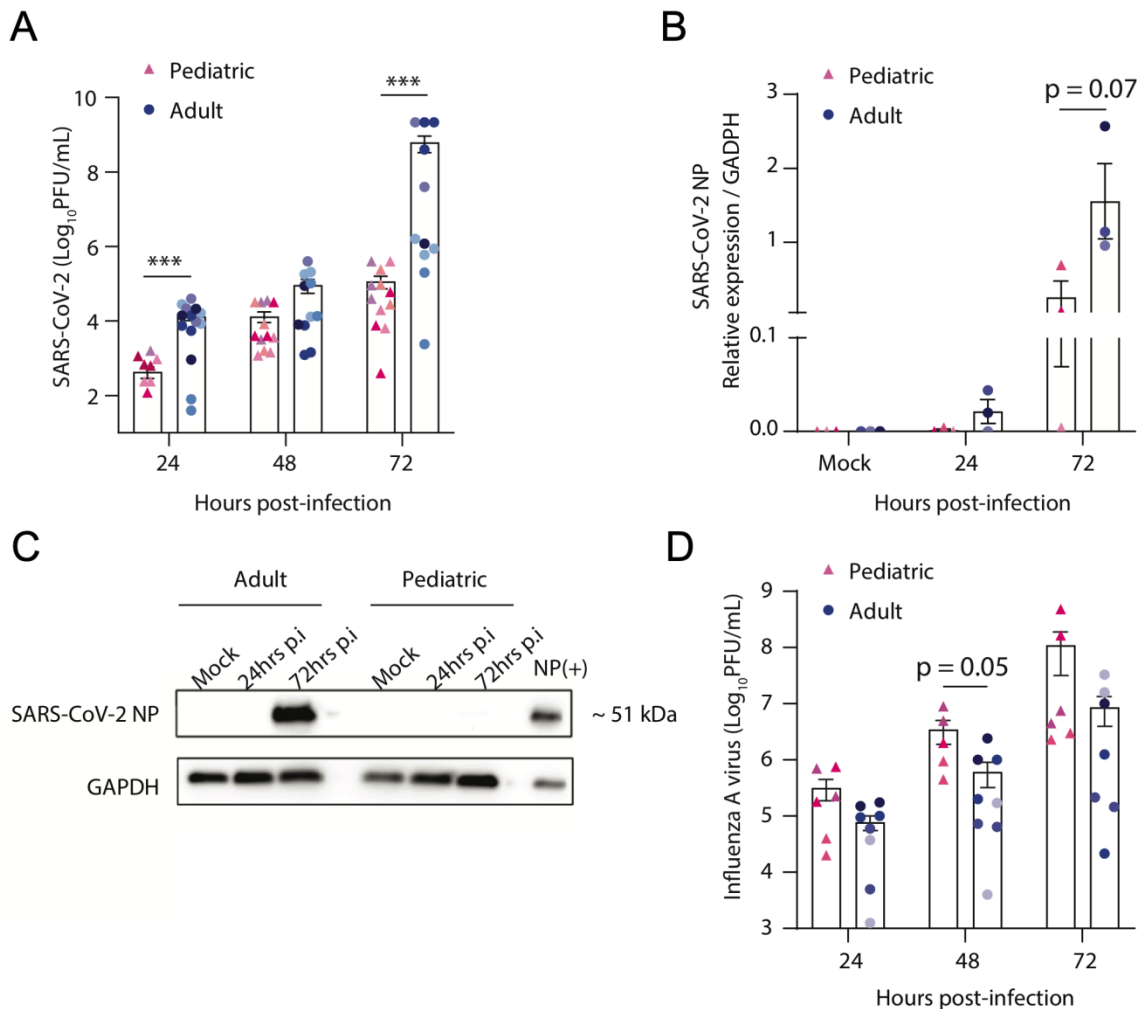 A
Pediatric
Adult
***
***
SARS-CoV-2 (Log10PFU/mL)
10
8
6
4
2
24
48
72
Hours post-infection
B
Pediatric
Adult
p = 0.07
SARS-CoV-2 NP
Relative expression / GADPH
3
2
1
0.1
0.0
Mock
24
72
Hours post-infection
C
Adult
Pediatric
Mock
24hrs p.i
72hrs p.i
Mock
24hrs p.i
72hrs p.i
NP(+)
SARS-CoV-2 NP
~ 51 kDa
GAPDH
D
Pediatric
Adult
p = 0.05
Influenza A virus (Log10PFU/mL)
9
8
7
6
5
4
3
24
48
72
Hours post-infection